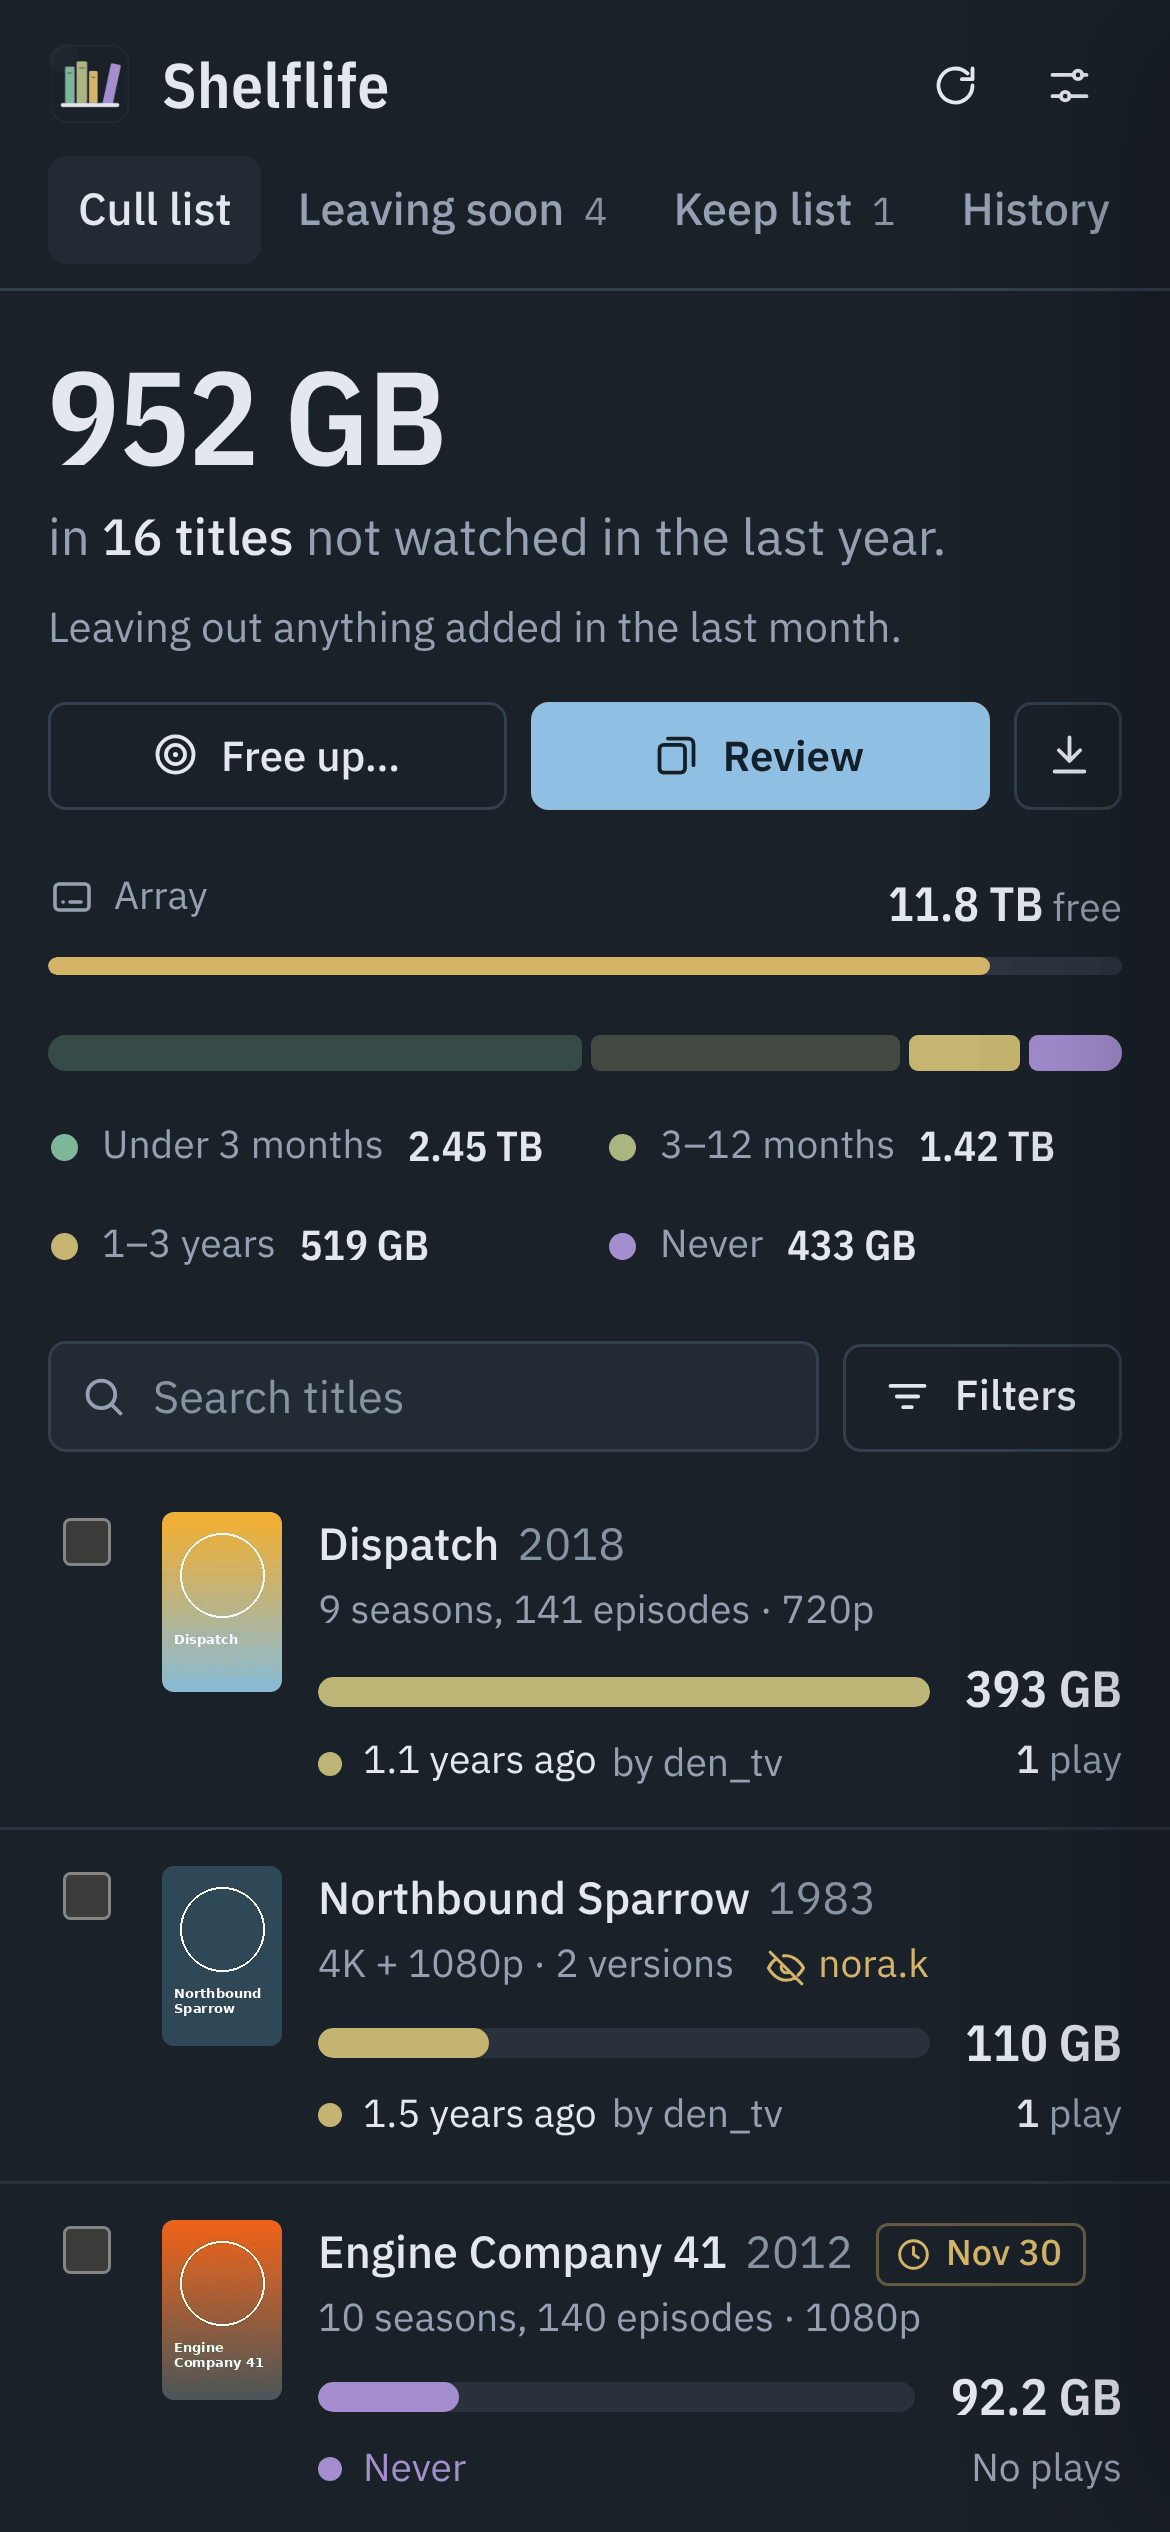 Shelflife
Cull list Leaving soon 4 Keep list 1 History
952 GB
in 16 titles not watched in the last year.
Leaving out anything added in the last month.
Free up... Review
Array 11.8 TB free
Under 3 months 2.45 TB 3–12 months 1.42 TB
1–3 years 519 GB Never 433 GB
Search titles Filters
Dispatch 2018
9 seasons, 141 episodes · 720p
Dispatch
393 GB
1.1 years ago by den_tv 1 play
Northbound Sparrow 1983
4K + 1080p · 2 versions nora.k
Northbound
Sparrow
110 GB
1.5 years ago by den_tv 1 play
Engine Company 41 2012 Nov 30
10 seasons, 140 episodes · 1080p
Engine
Company 41
92.2 GB
Never No plays